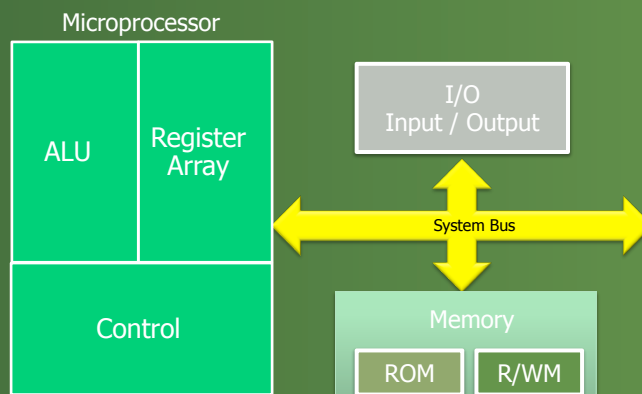 Microprocessor
ALU
Register
Array
Control
I/O
Input / Output
System Bus
Memory
ROM
R/WM